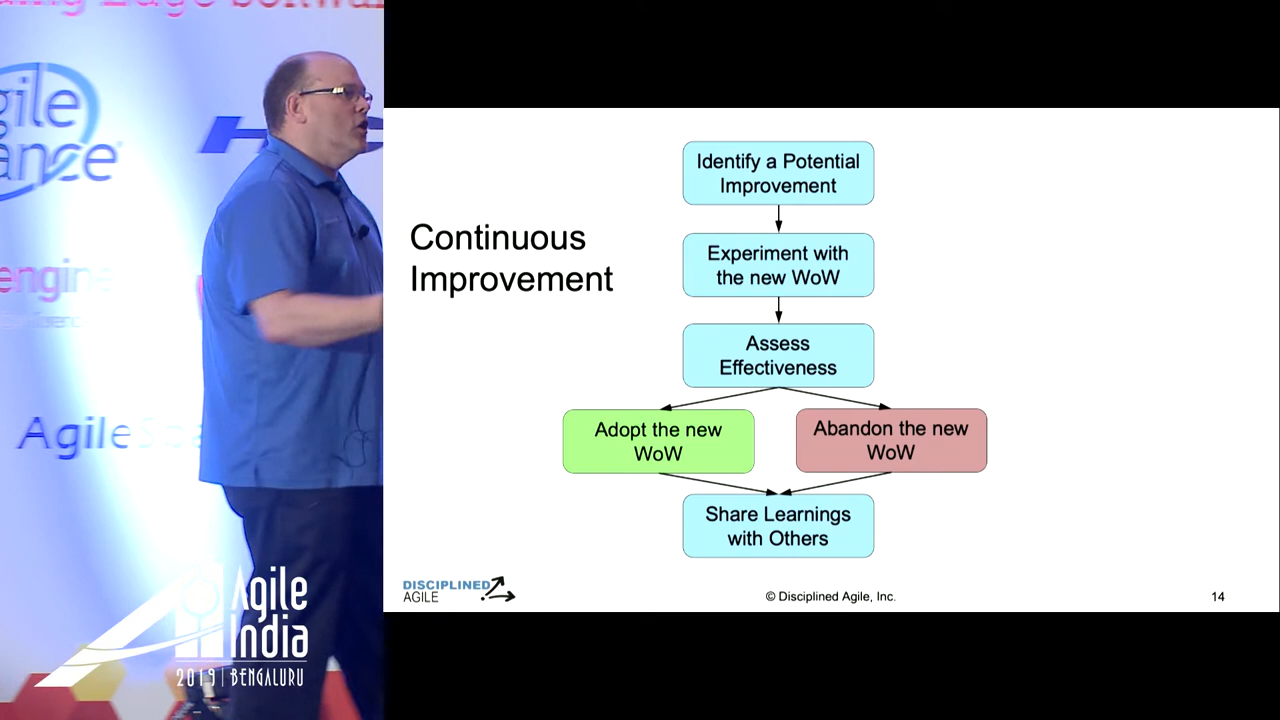 Continuous
Improvement
Identify a Potential
Improvement
Experiment with
the new WoW
Assess
Effectiveness
Adopt the new
WoW
Abandon the new
WoW
Share Learnings
with Others
DISCIPLINED
AGILE
© Disciplined Agile, Inc.
14
Agile
India
2019 | BENGALURU